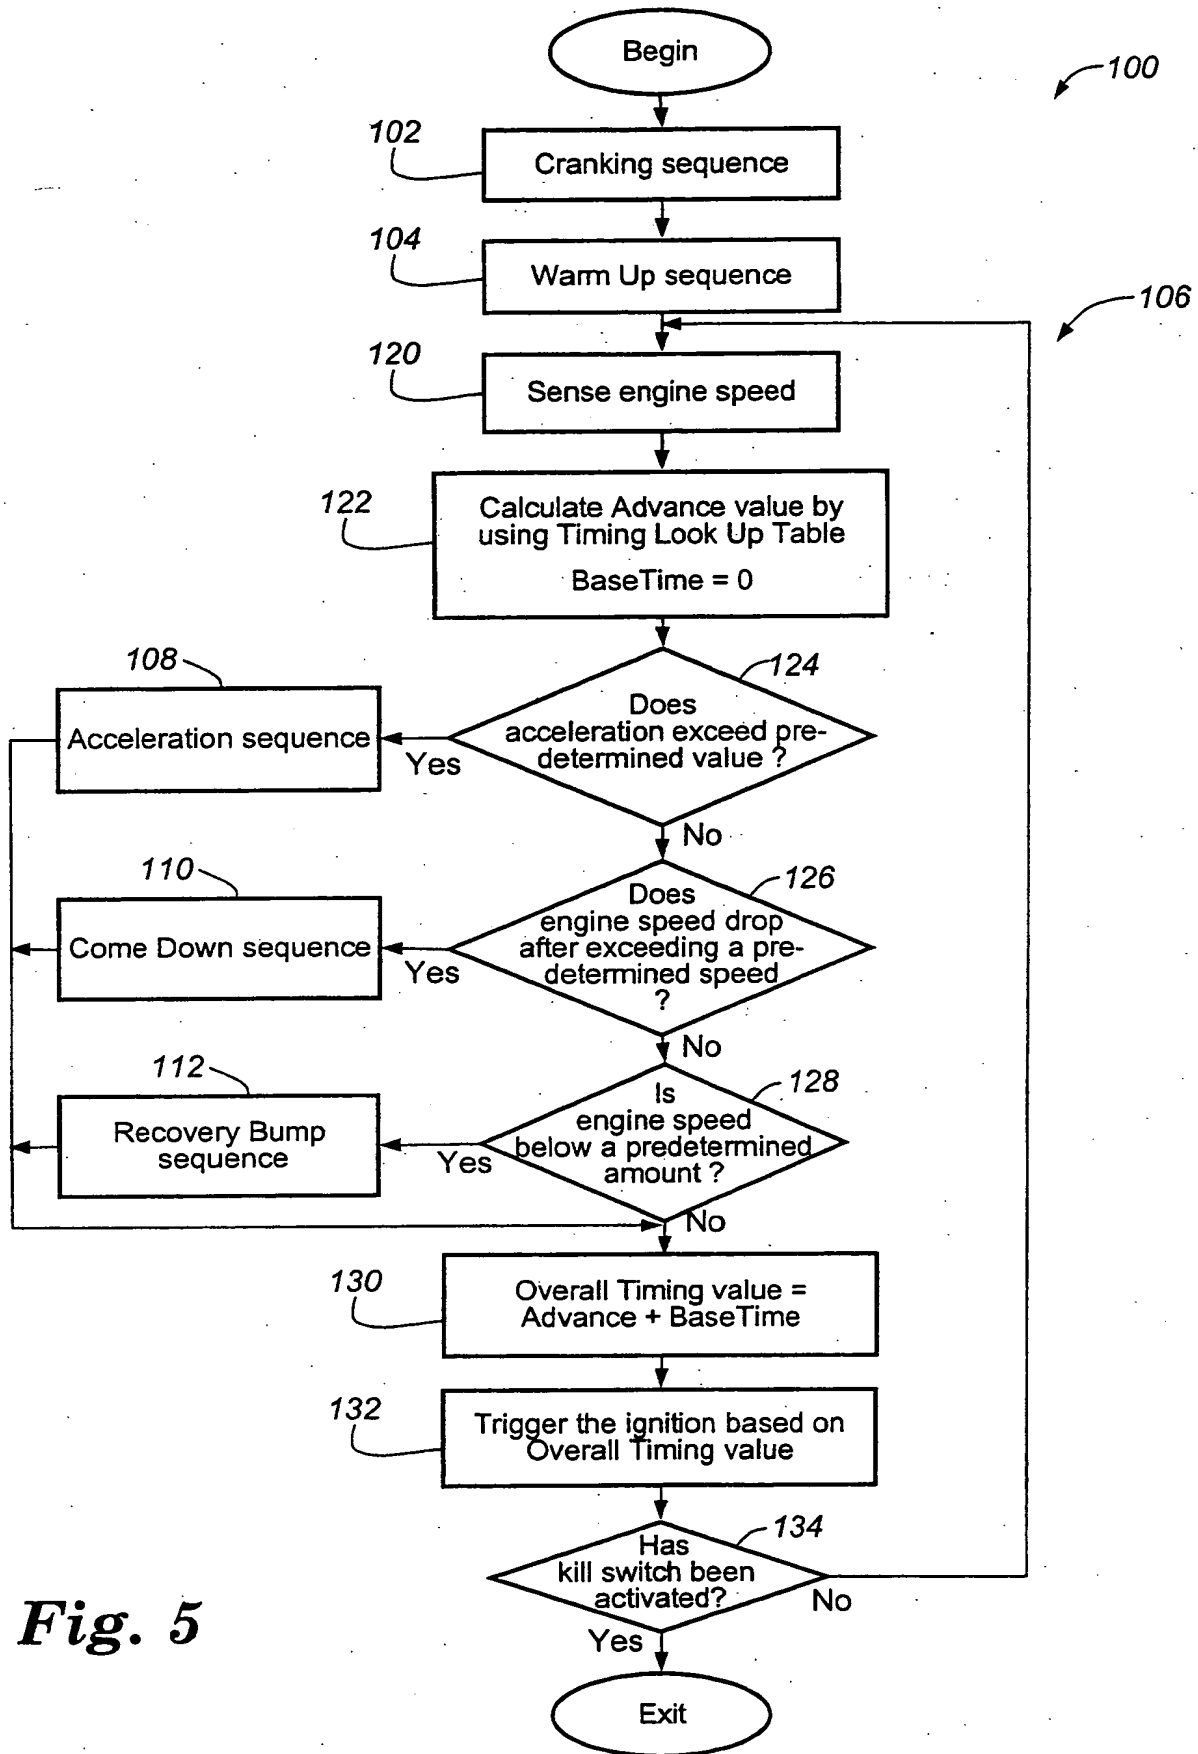 Begin
100
102
Cranking sequence
104
Warm Up sequence
106
120
Sense engine speed
122
Calculate Advance value by
using Timing Look Up Table
BaseTime = 0
108
124
Does
acceleration exceed pre-
determined value ?
Acceleration sequence
Yes
No
110
126
Does
engine speed drop
after exceeding a pre-
determined speed
?
Come Down sequence
Yes
No
112
128
Is
engine speed
below a predetermined
amount ?
Recovery Bump
sequence
Yes
No
130
Overall Timing value =
Advance + BaseTime
132
Trigger the ignition based on
Overall Timing value
134
Has
kill switch been
activated?
No
Yes
Exit
Fig. 5